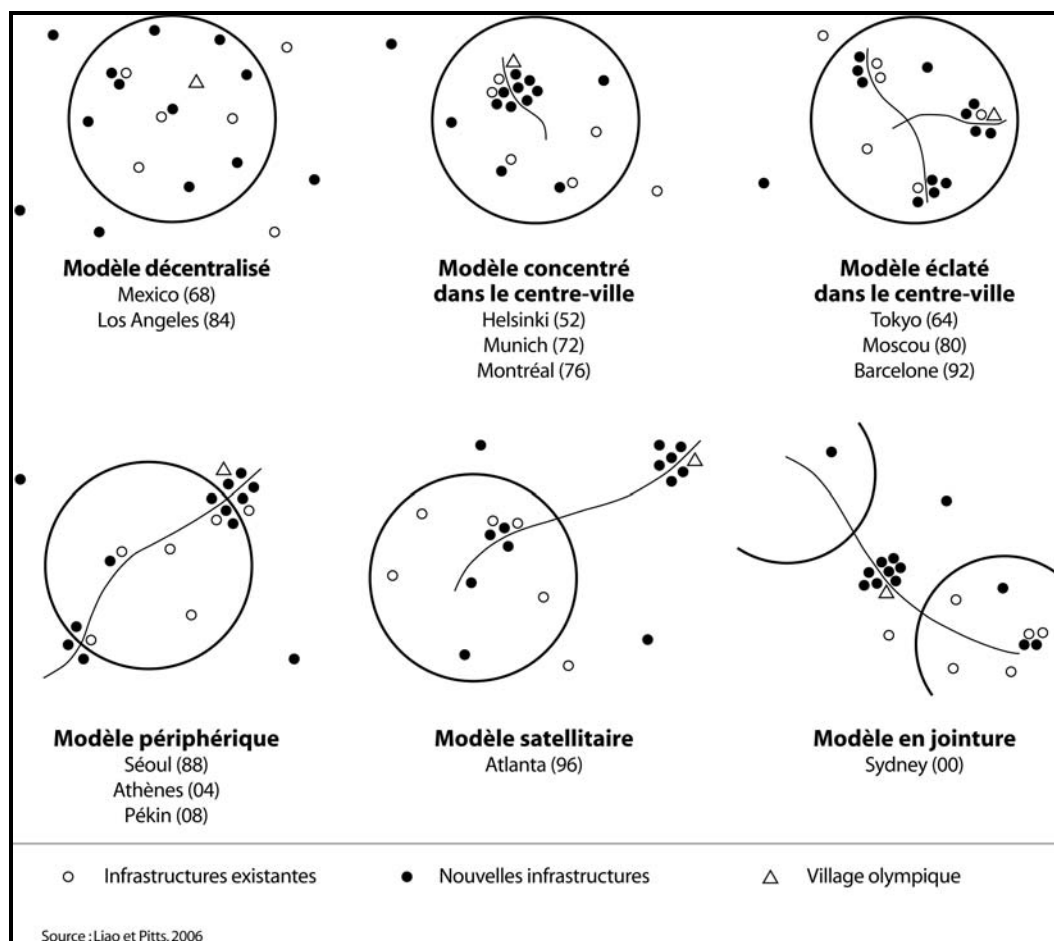 Modèle décentralisé
Mexico (68)
Los Angeles (84)
Modèle concentré
dans le centre-ville
Helsinki (52)
Munich (72)
Montréal (76)
Modèle éclaté
dans le centre-ville
Tokyo (64)
Moscou (80)
Barcelone (92)
Modèle périphérique
Séoul (88)
Athènes (04)
Pékin (08)
Modèle satellitaire
Atlanta (96)
Modèle en jointure
Sydney (00)
Infrastructures existantes
Nouvelles infrastructures
Village olympique
Source : Liao et Pitts, 2006